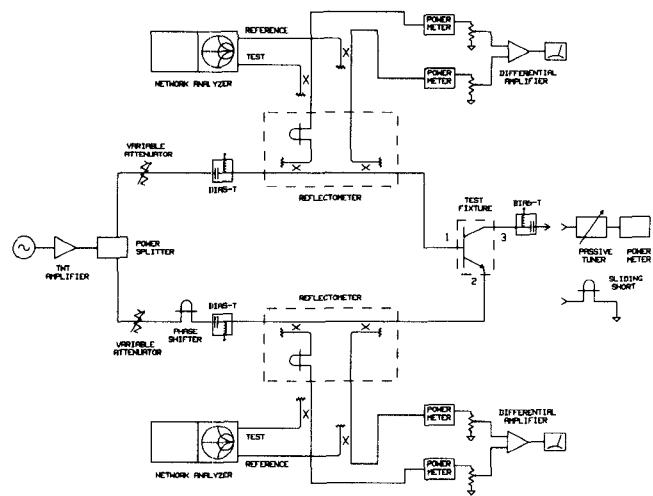 REFERENCE
TEST
NETWORK ANALYZER
POWER
METER
POWER
METER
DIFFERENTIAL
AMPLIFIER
VARIABLE
ATTENUATOR
BIAS-T
REFLECTOMETER
TEST
FIXTURE
BIAS-T
1
3
2
POWER
SPLITTER
TWT
AMPLIFIER
PASSIVE
TUNER
POWER
METER
SLIDING
SHORT
REFLECTOMETER
BIAS-T
PHASE
SHIFTER
VARIABLE
ATTENUATOR
TEST
REFERENCE
NETWORK ANALYZER
POWER
METER
POWER
METER
DIFFERENTIAL
AMPLIFIER